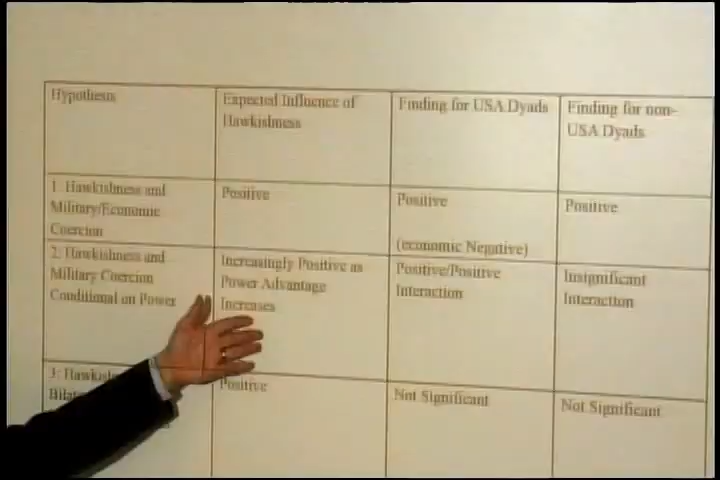 Hypothesis
Expected Influence of
Hawkishness
Finding for USA Dyads
Finding for non-
USA Dyads
1. Hawkishness and
Military/Economic
Coercion
Positive
Positive
(economic Negative)
Positive
2. Hawkishness and
Military Coercion
Conditional on Power
Increasingly Positive as
Power Advantage
Increases
Positive/Positive
Interaction
Insignificant
Interaction
3:
Positive
Not Significant
Not Significant